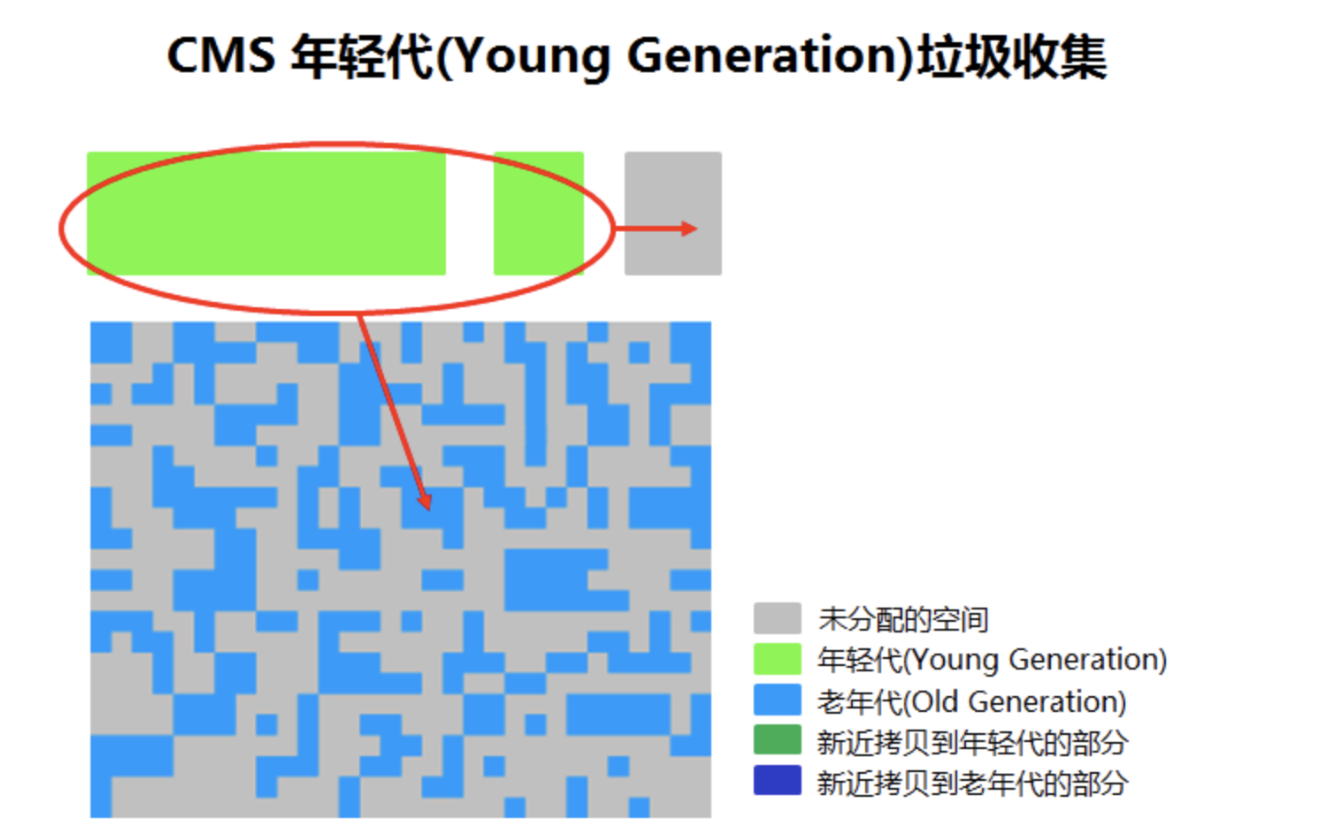 CMS 年轻代(Young Generation)垃圾收集
未分配的空间
年轻代(Young Generation)
老年代(Old Generation)
新近拷贝到年轻代的部分
新近拷贝到老年代的部分